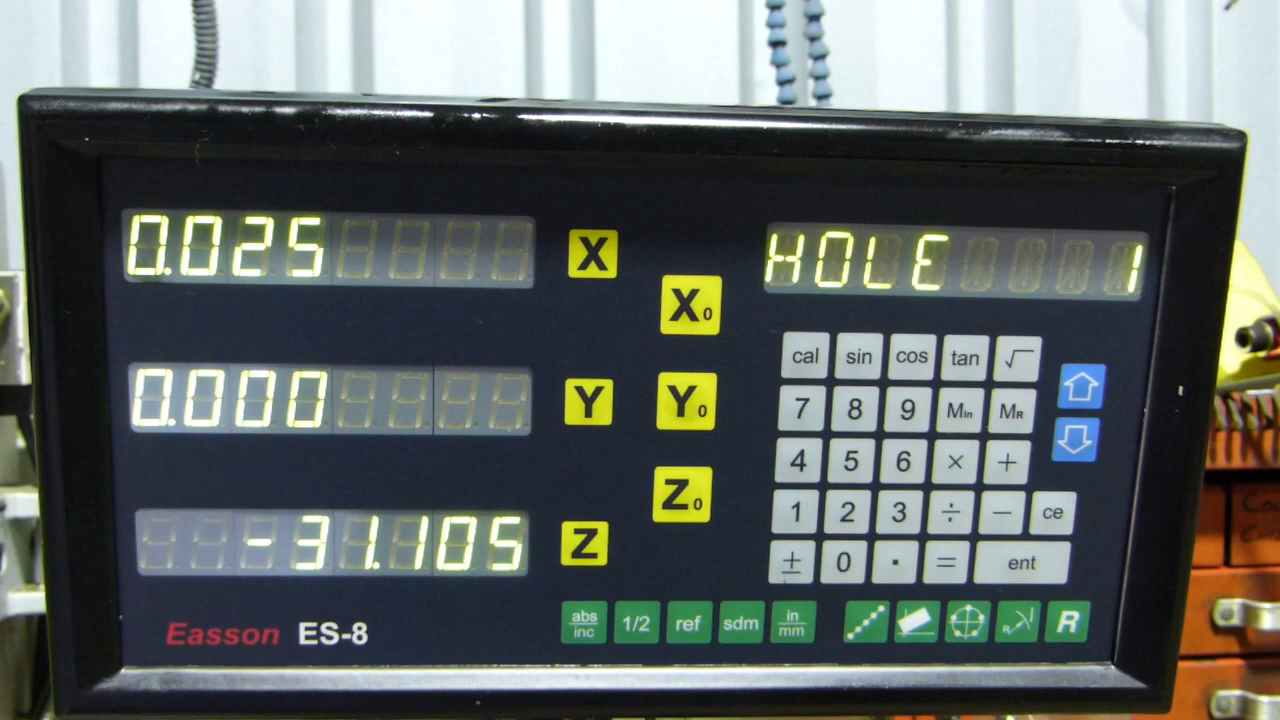 0.025 X HOLE 1
X0
cal sin cos tan √
0.000 Y Y0
7 8 9 MIn MR
4 5 6 × +
Z0
1 2 3 ÷ − ce
-31.105 Z
± 0 . = ent
Easson ES-8
abs/inc 1/2 ref sdm in/mm R R